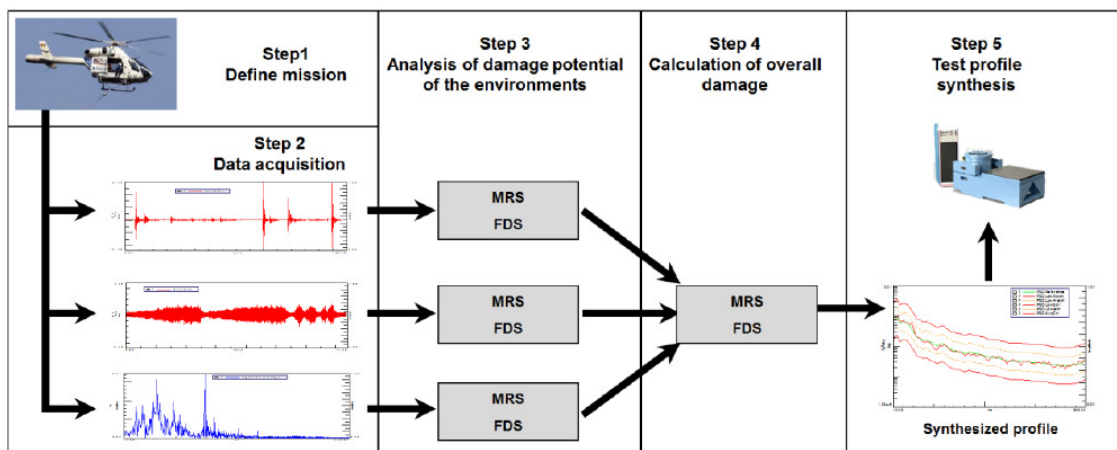 Step1
Define mission
Step 2
Data acquisition
Step 3
Analysis of damage potential
of the environments
MRS
FDS
MRS
FDS
MRS
FDS
Step 4
Calculation of overall
damage
MRS
FDS
Step 5
Test profile
synthesis
Synthesized profile